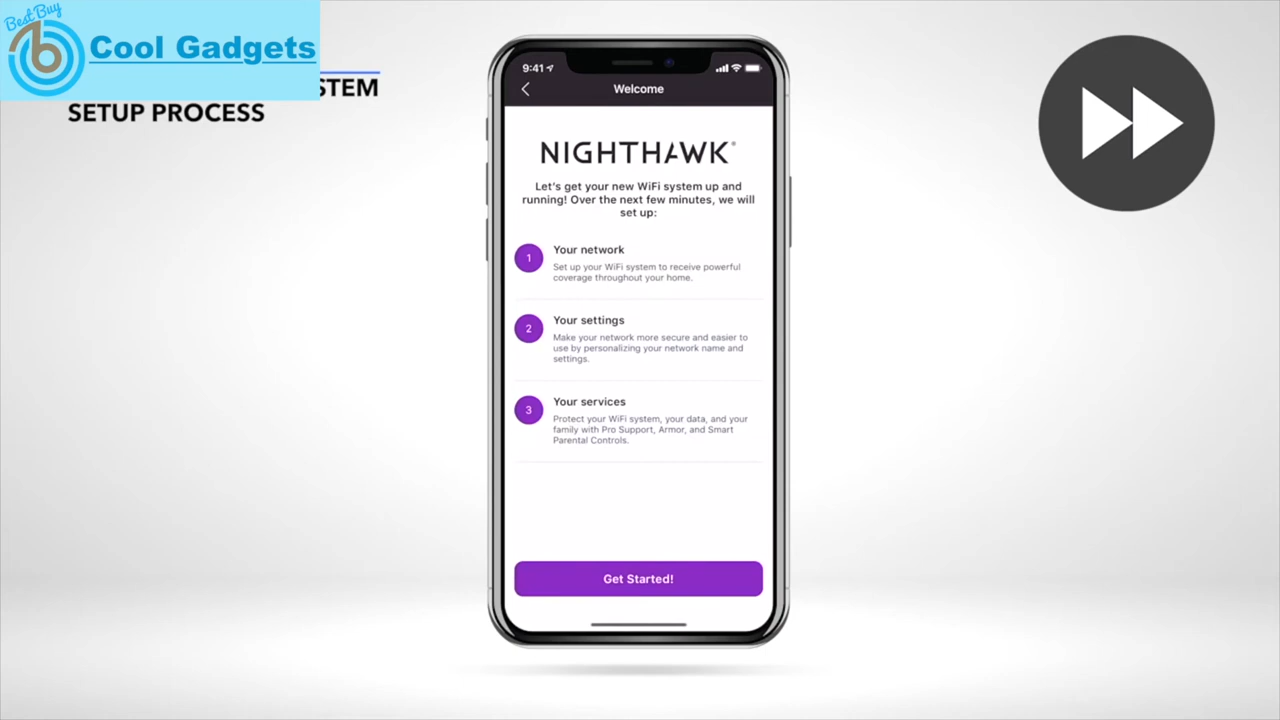 Best Buy
b
Cool Gadgets
STEM
SETUP PROCESS
9:41
Welcome
NIGHTHAWK®
Let's get your new WiFi system up and
running! Over the next few minutes, we will
set up:
1
Your network
Set up your WiFi system to receive powerful
coverage throughout your home.
2
Your settings
Make your network more secure and easier to
use by personalizing your network name and
settings.
3
Your services
Protect your WiFi system, your data, and your
family with Pro Support, Armor, and Smart
Parental Controls.
Get Started!